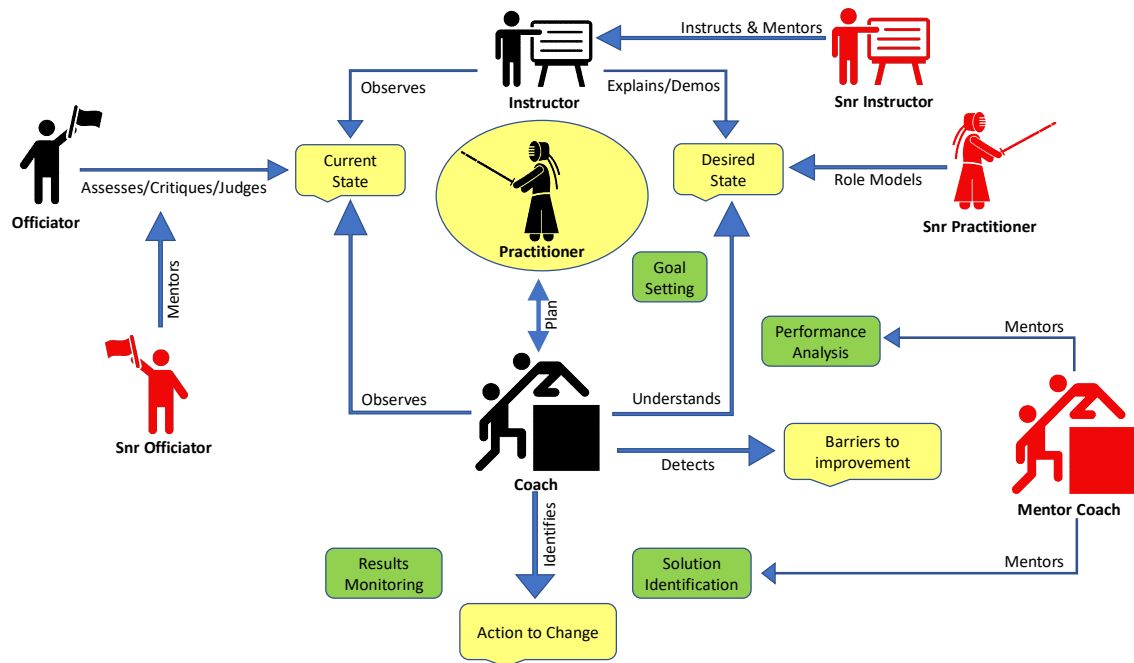 Instructs & Mentors
Instructor
Snr Instructor
Observes
Explains/Demos
Officiator
Assesses/Critiques/Judges
Current
State
Practitioner
Desired
State
Role Models
Snr Practitioner
Mentors
Snr Officiator
Goal
Setting
Plan
Performance
Analysis
Mentors
Observes
Coach
Understands
Detects
Barriers to
improvement
Mentor Coach
Identifies
Results
Monitoring
Solution
Identification
Mentors
Action to Change